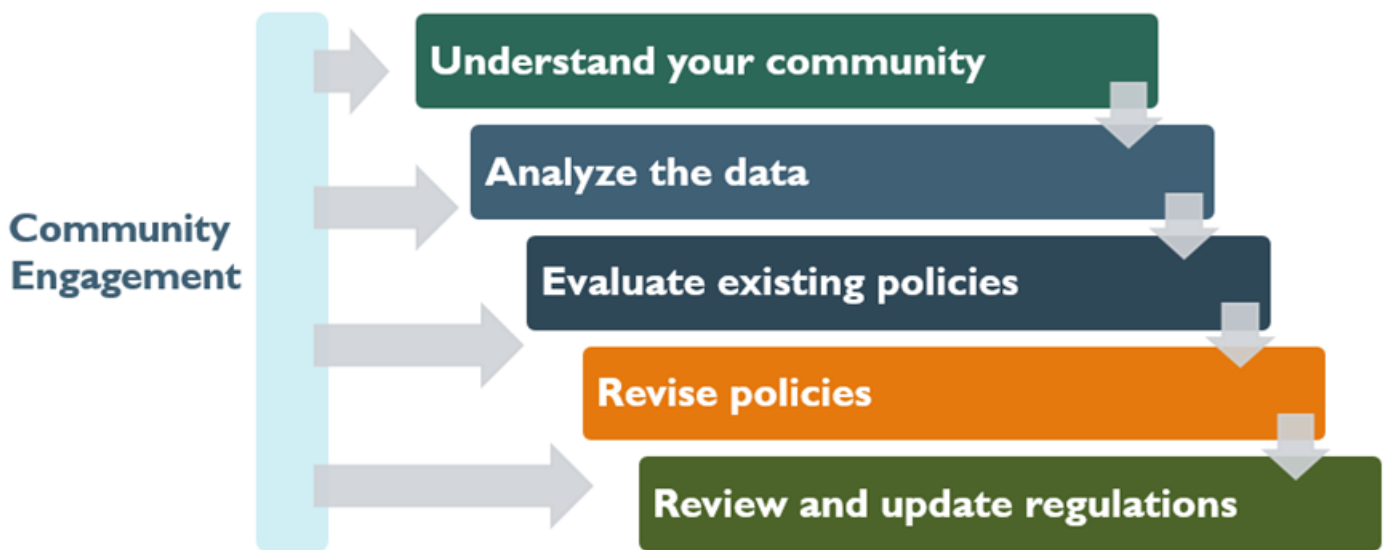 Understand your community
Analyze the data
Community
Engagement
Evaluate existing policies
Revise policies
Review and update regulations